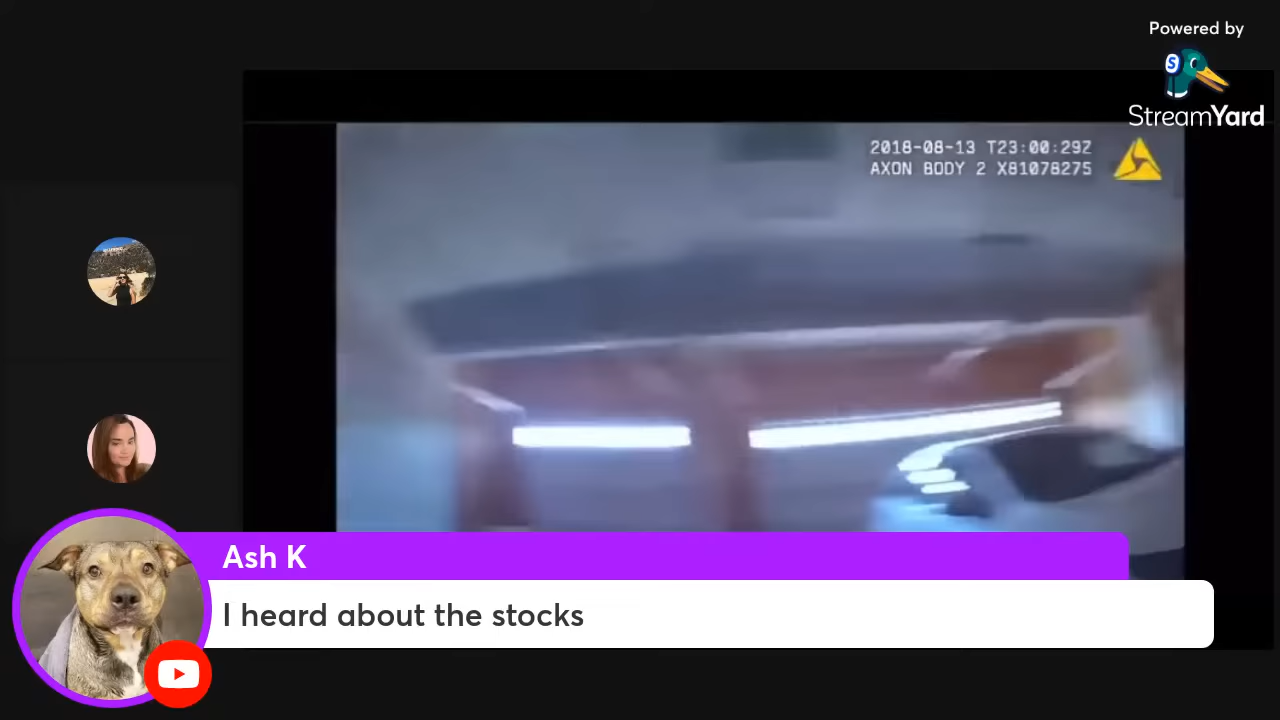 Powered by
StreamYard
2018-08-13 T23:00:29Z
AXON BODY 2 X81078275
Ash K
I heard about the stocks